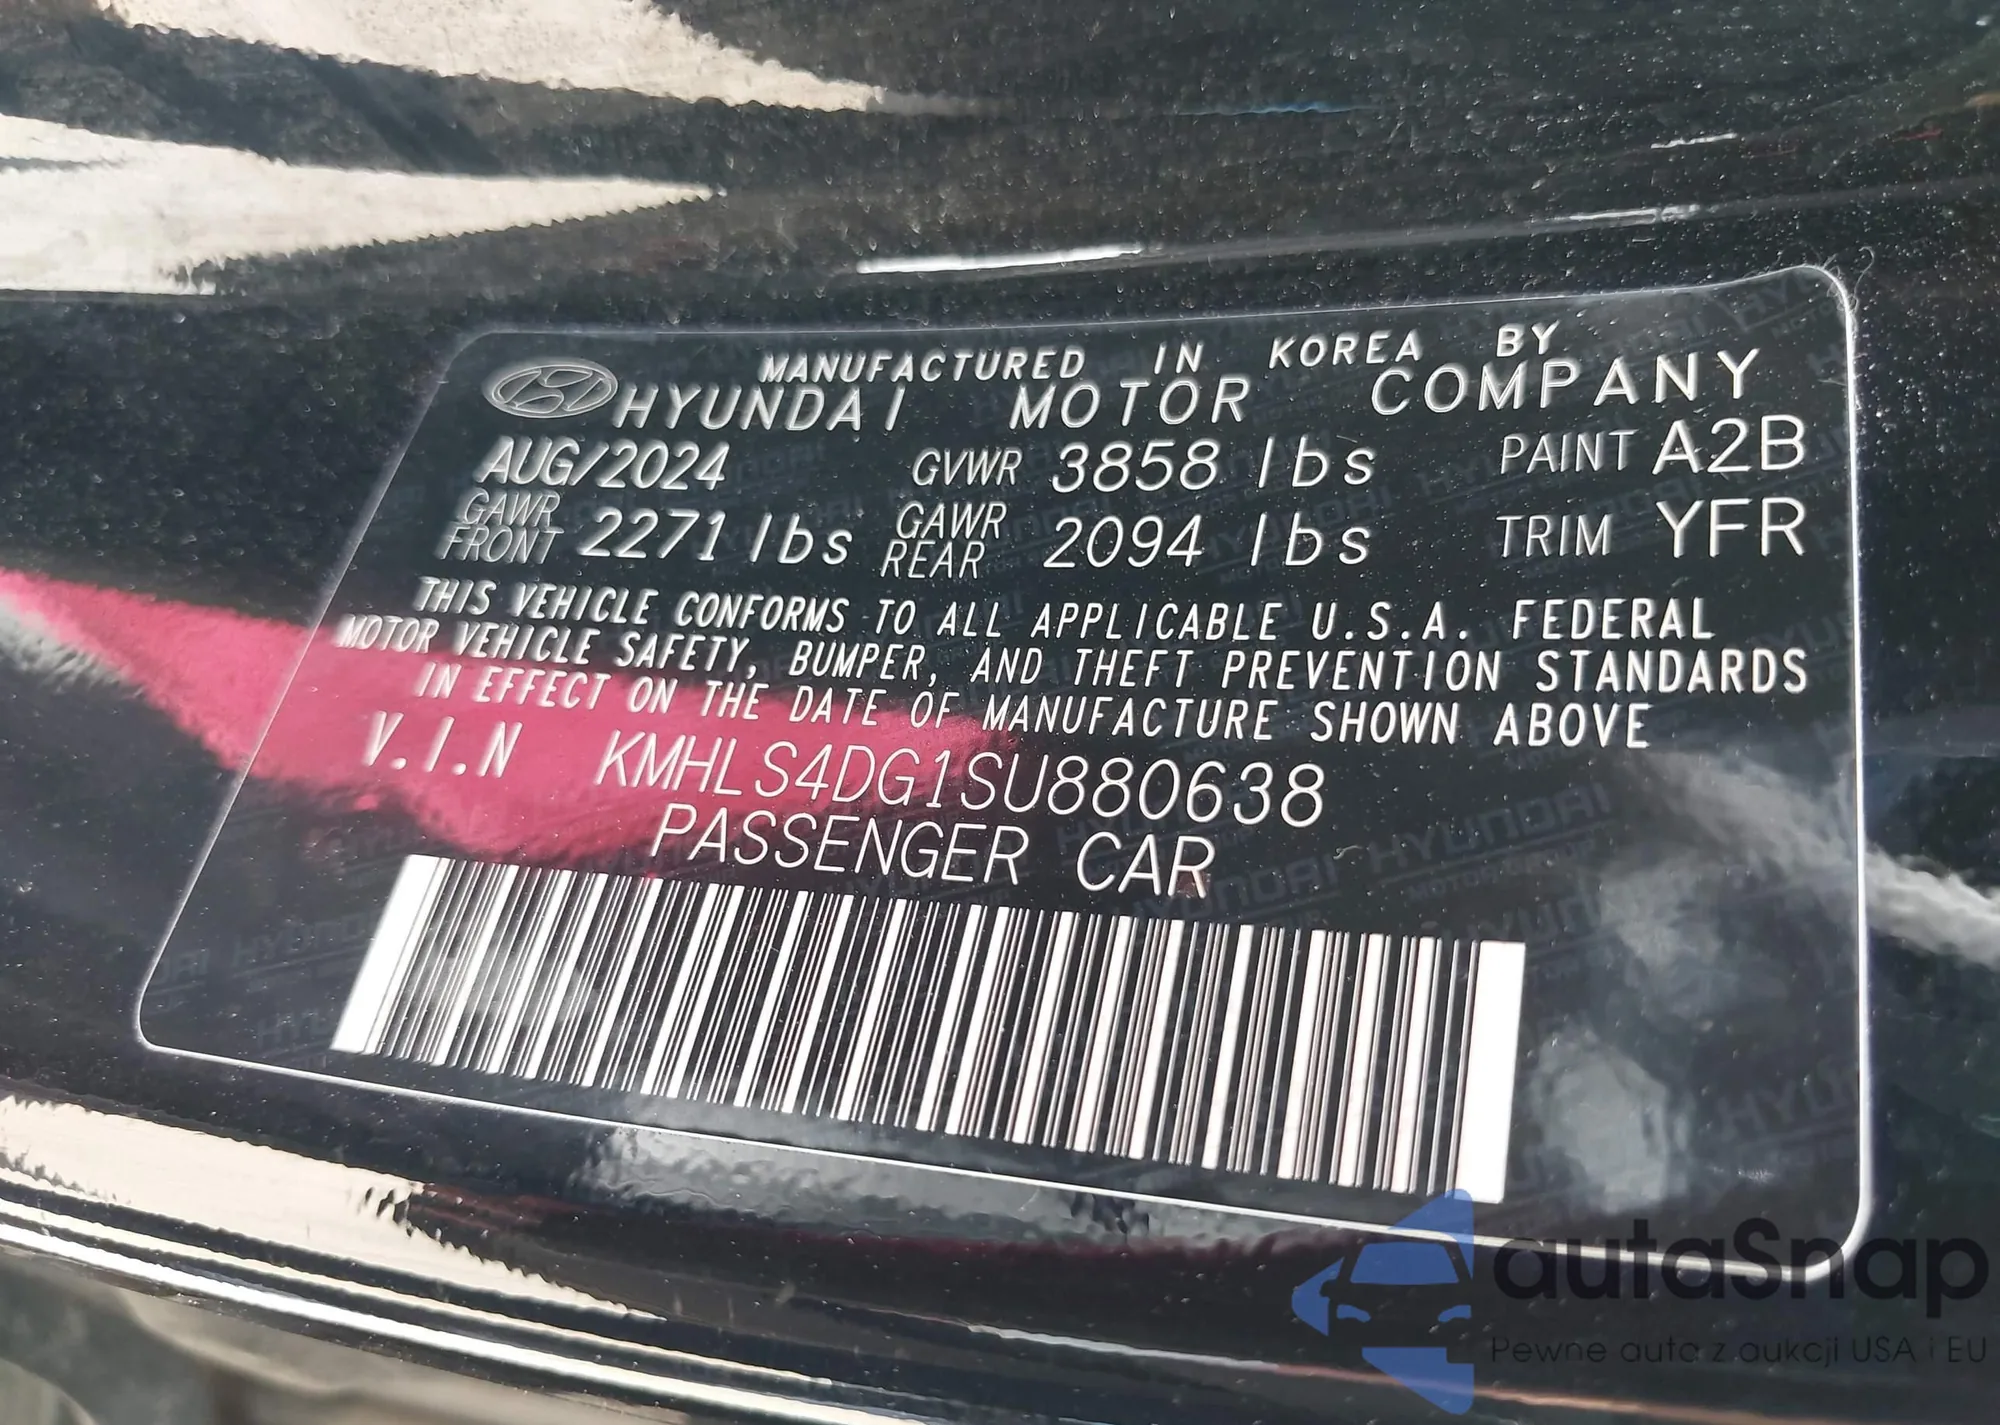 MANUFACTURED IN KOREA BY
HYUNDAI MOTOR COMPANY
AUG/2024 GVWR 3858 lbs PAINT A2B
GAWR FRONT 2271 lbs GAWR REAR 2094 lbs TRIM YFR
THIS VEHICLE CONFORMS TO ALL APPLICABLE U.S.A. FEDERAL
MOTOR VEHICLE SAFETY, BUMPER, AND THEFT PREVENTION STANDARDS
IN EFFECT ON THE DATE OF MANUFACTURE SHOWN ABOVE
V.I.N KMHLS4DG1SU880638
PASSENGER CAR
autaSnap
Pewne auta z aukcji USA i EU